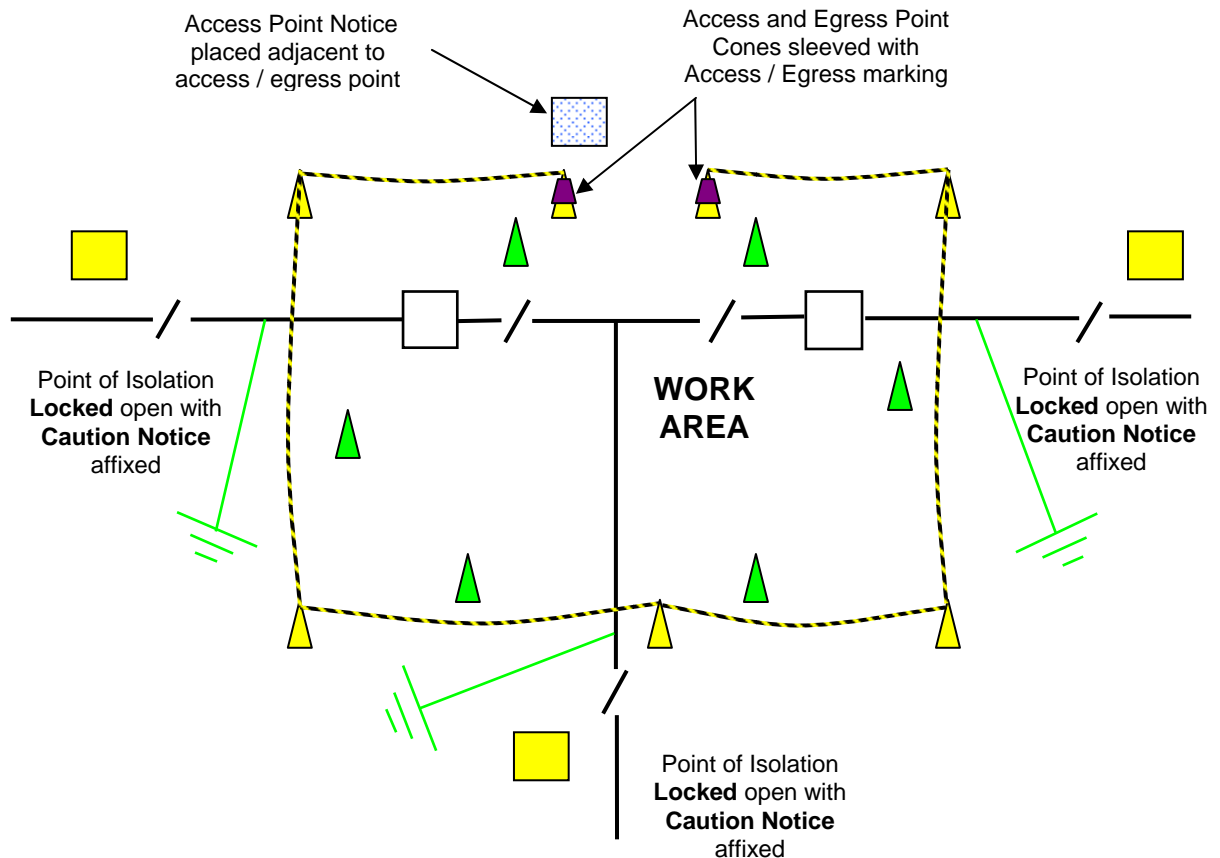 Access Point Notice
placed adjacent to
access / egress point
Access and Egress Point
Cones sleeved with
Access / Egress marking
Point of Isolation
Locked open with
Caution Notice
affixed
WORK
AREA
Point of Isolation
Locked open with
Caution Notice
affixed
Point of Isolation
Locked open with
Caution Notice
affixed